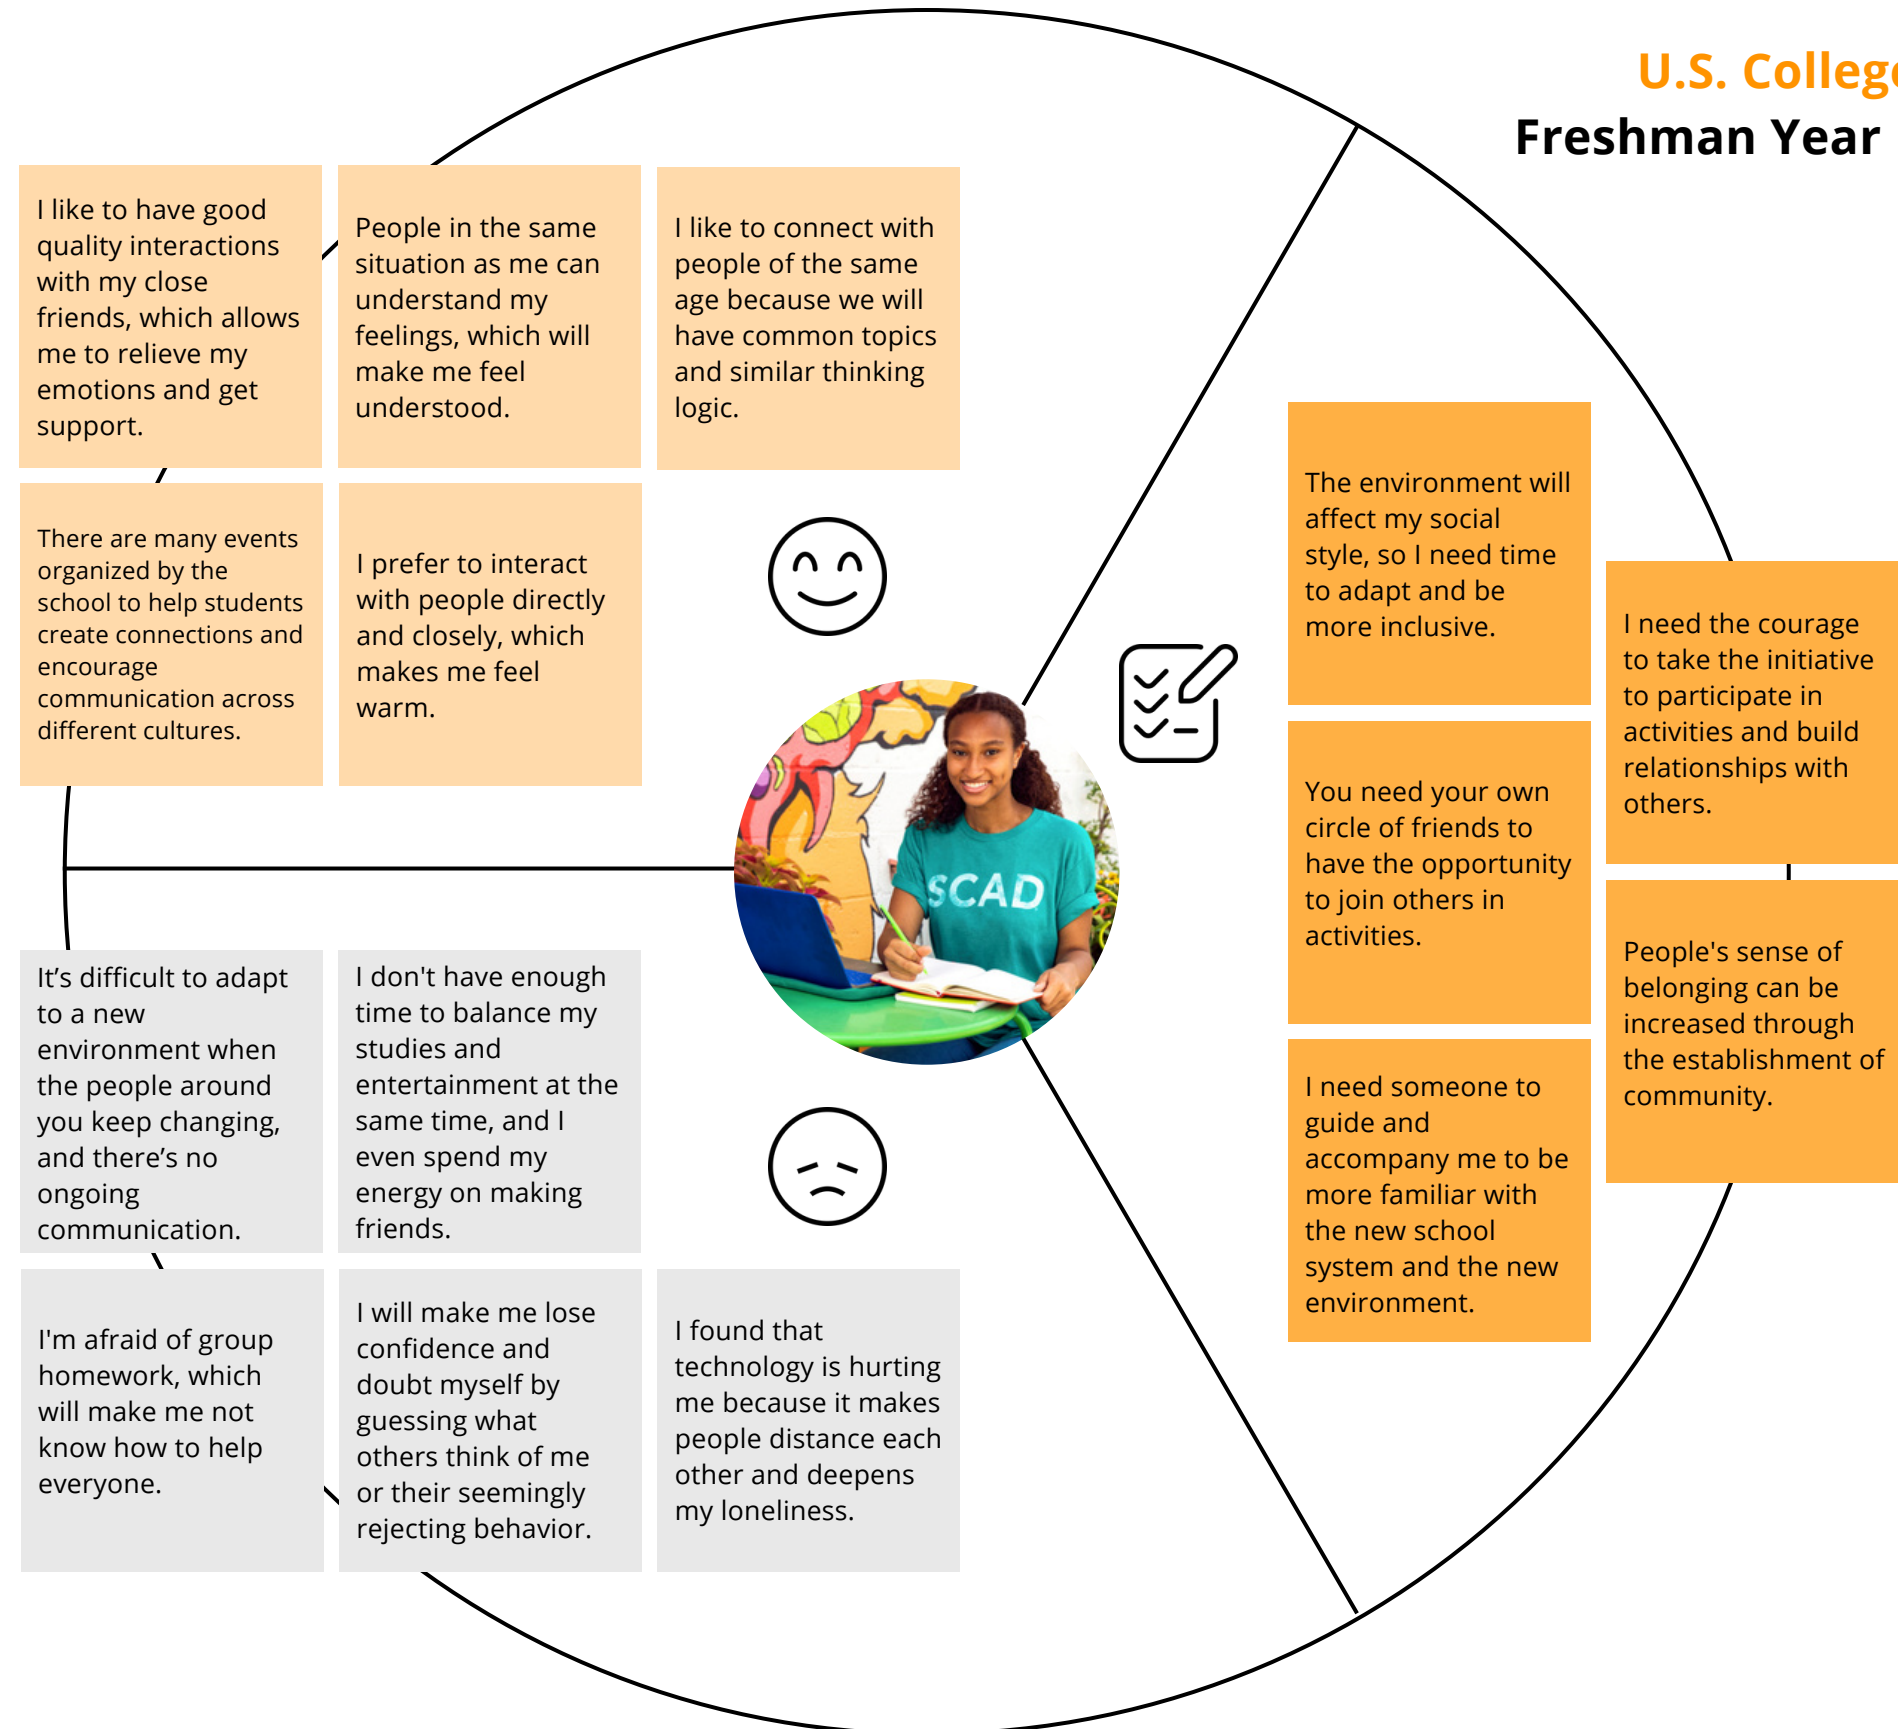 U.S. College
Freshman Year
I like to have good
quality interactions
with my close
friends, which allows
me to relieve my
emotions and get
support.
People in the same
situation as me can
understand my
feelings, which will
make me feel
understood.
I like to connect with
people of the same
age because we will
have common topics
and similar thinking
logic.
There are many events
organized by the
school to help students
create connections and
encourage
communication across
different cultures.
I prefer to interact
with people directly
and closely, which
makes me feel
warm.
The environment will
affect my social
style, so I need time
to adapt and be
more inclusive.
I need the courage
to take the initiative
to participate in
activities and build
relationships with
others.
You need your own
circle of friends to
have the opportunity
to join others in
activities.
People's sense of
belonging can be
increased through
the establishment of
community.
I need someone to
guide and
accompany me to be
more familiar with
the new school
system and the new
environment.
SCAD
It’s difficult to adapt
to a new
environment when
the people around
you keep changing,
and there’s no
ongoing
communication.
I don't have enough
time to balance my
studies and
entertainment at the
same time, and I
even spend my
energy on making
friends.
I'm afraid of group
homework, which
will make me not
know how to help
everyone.
I will make me lose
confidence and
doubt myself by
guessing what
others think of me
or their seemingly
rejecting behavior.
I found that
technology is hurting
me because it makes
people distance each
other and deepens
my loneliness.